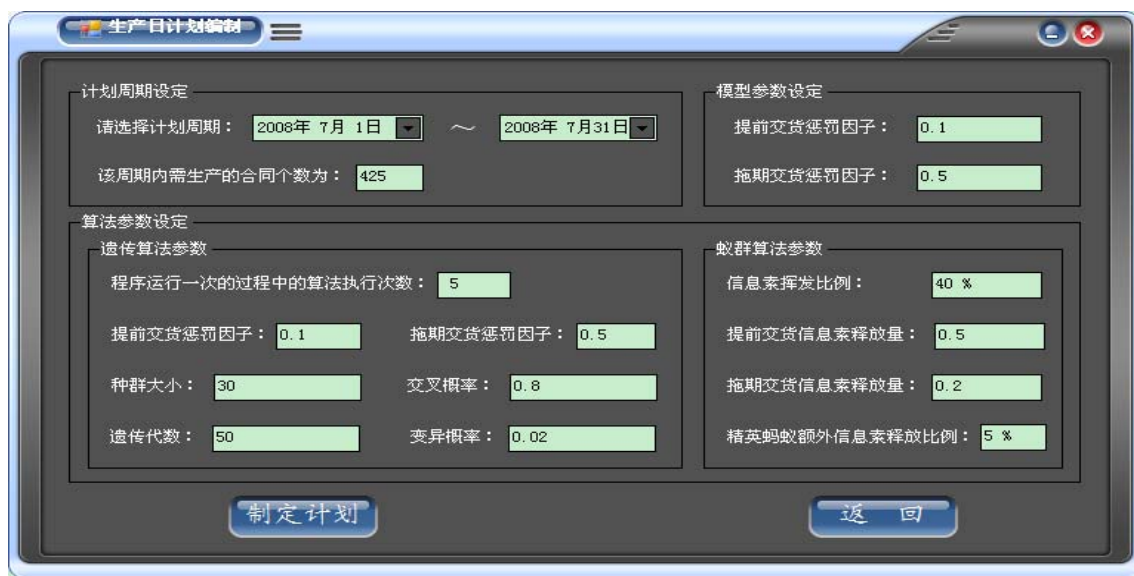 生产日计划编制
计划周期设定
请选择计划周期： 2008年 7月 1日 ～ 2008年 7月31日
该周期内需生产的合同个数为： 425
模型参数设定
提前交货惩罚因子： 0.1
拖期交货惩罚因子： 0.5
算法参数设定
遗传算法参数
程序运行一次的过程中的算法执行次数： 5
提前交货惩罚因子： 0.1 拖期交货惩罚因子： 0.5
种群大小： 30 交叉概率： 0.8
遗传代数： 50 变异概率： 0.02
蚁群算法参数
信息素挥发比例： 40 %
提前交货信息素释放量： 0.5
拖期交货信息素释放量： 0.2
精英蚂蚁额外信息素释放比例： 5 %
制定计划 返 回